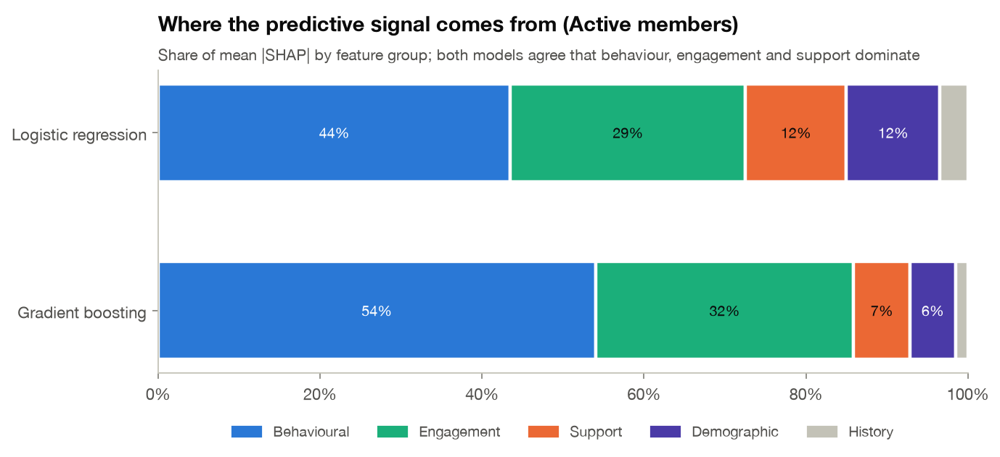 Where the predictive signal comes from (Active members)
Share of mean |SHAP| by feature group; both models agree that behaviour, engagement and support dominate
Logistic regression
44%
29%
12%
12%
Gradient boosting
54%
32%
7%
6%
0%
20%
40%
60%
80%
100%
Behavioural
Engagement
Support
Demographic
History